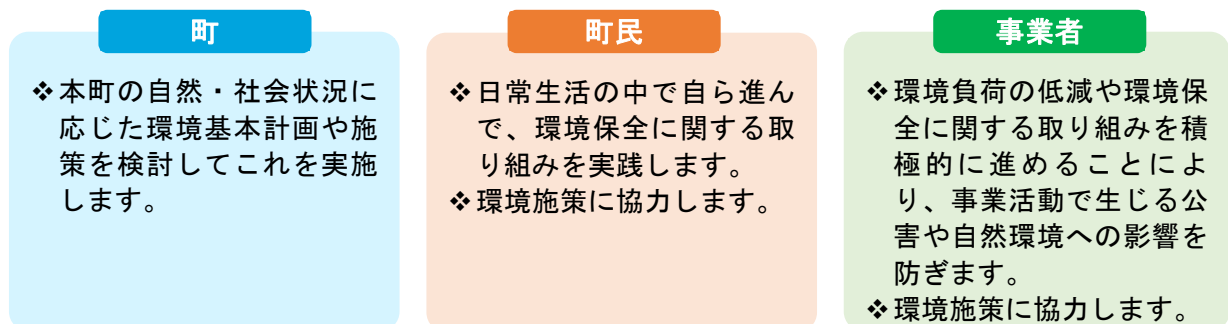 町
❖本町の自然・社会状況に
応じた環境基本計画や施
策を検討してこれを実施
します。
町民
❖日常生活の中で自ら進ん
で、環境保全に関する取
り組みを実践します。
❖環境施策に協力します。
事業者
❖環境負荷の低減や環境保
全に関する取り組みを積
極的に進めることによ
り、事業活動で生じる公
害や自然環境への影響を
防ぎます。
❖環境施策に協力します。